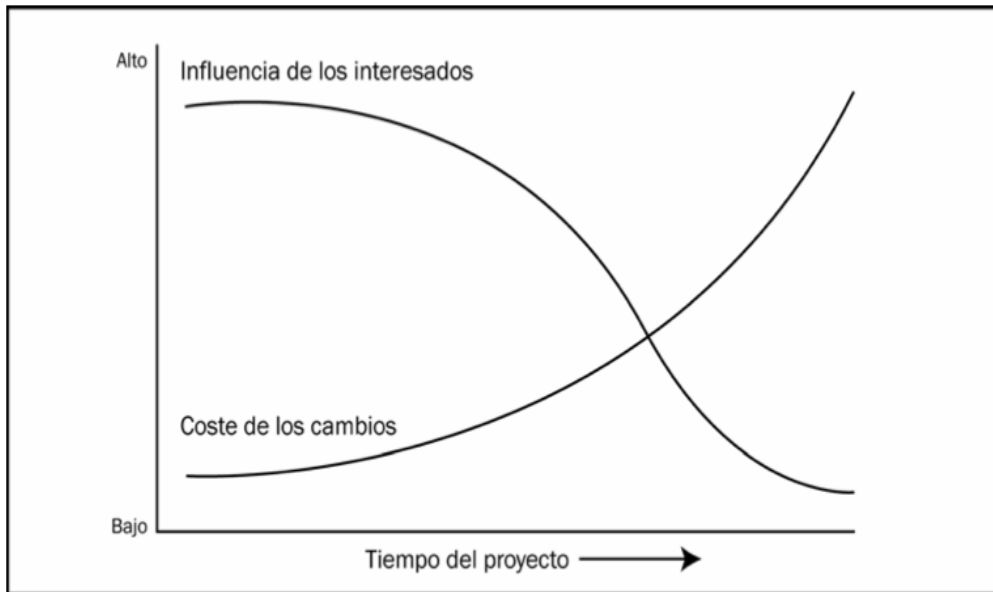 Alto
Influencia de los interesados
Coste de los cambios
Bajo
Tiempo del proyecto